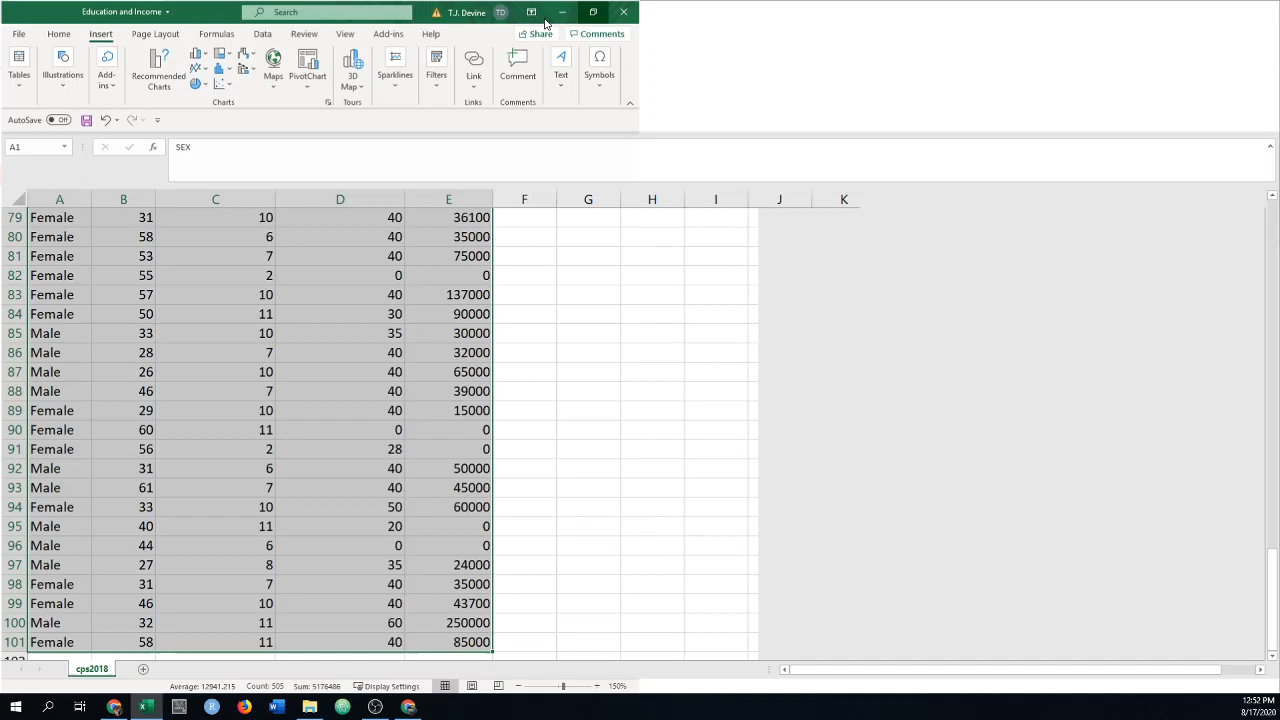 Education and Income
Search
T.J. Devine
TD
File Home Insert Page Layout Formulas Data Review View Add-ins Help Share Comments
Tables
Illustrations
Add-ins
Recommended Charts
Maps
PivotChart
3D Map
Sparklines
Filters
Link
Comment
Text
Symbols
Charts Tours Links Comments
AutoSave Off
A1 fx SEX
A B C D E F G H I J K
79 Female 31 10 40 36100
80 Female 58 6 40 35000
81 Female 53 7 40 75000
82 Female 55 2 0 0
83 Female 57 10 40 137000
84 Female 50 11 30 90000
85 Male 33 10 35 30000
86 Male 28 7 40 32000
87 Male 26 10 40 65000
88 Male 46 7 40 39000
89 Female 29 10 40 15000
90 Female 60 11 0 0
91 Female 56 2 28 0
92 Male 31 6 40 50000
93 Male 61 7 40 45000
94 Female 33 10 50 60000
95 Male 40 11 20 0
96 Male 44 6 0 0
97 Male 27 8 35 24000
98 Female 31 7 40 35000
99 Female 46 10 40 43700
100 Male 32 11 60 250000
101 Female 58 11 40 85000
cps2018
Average: 12941.215 Count: 505 Sum: 5176486 Display Settings 150%
12:52 PM
8/17/2020